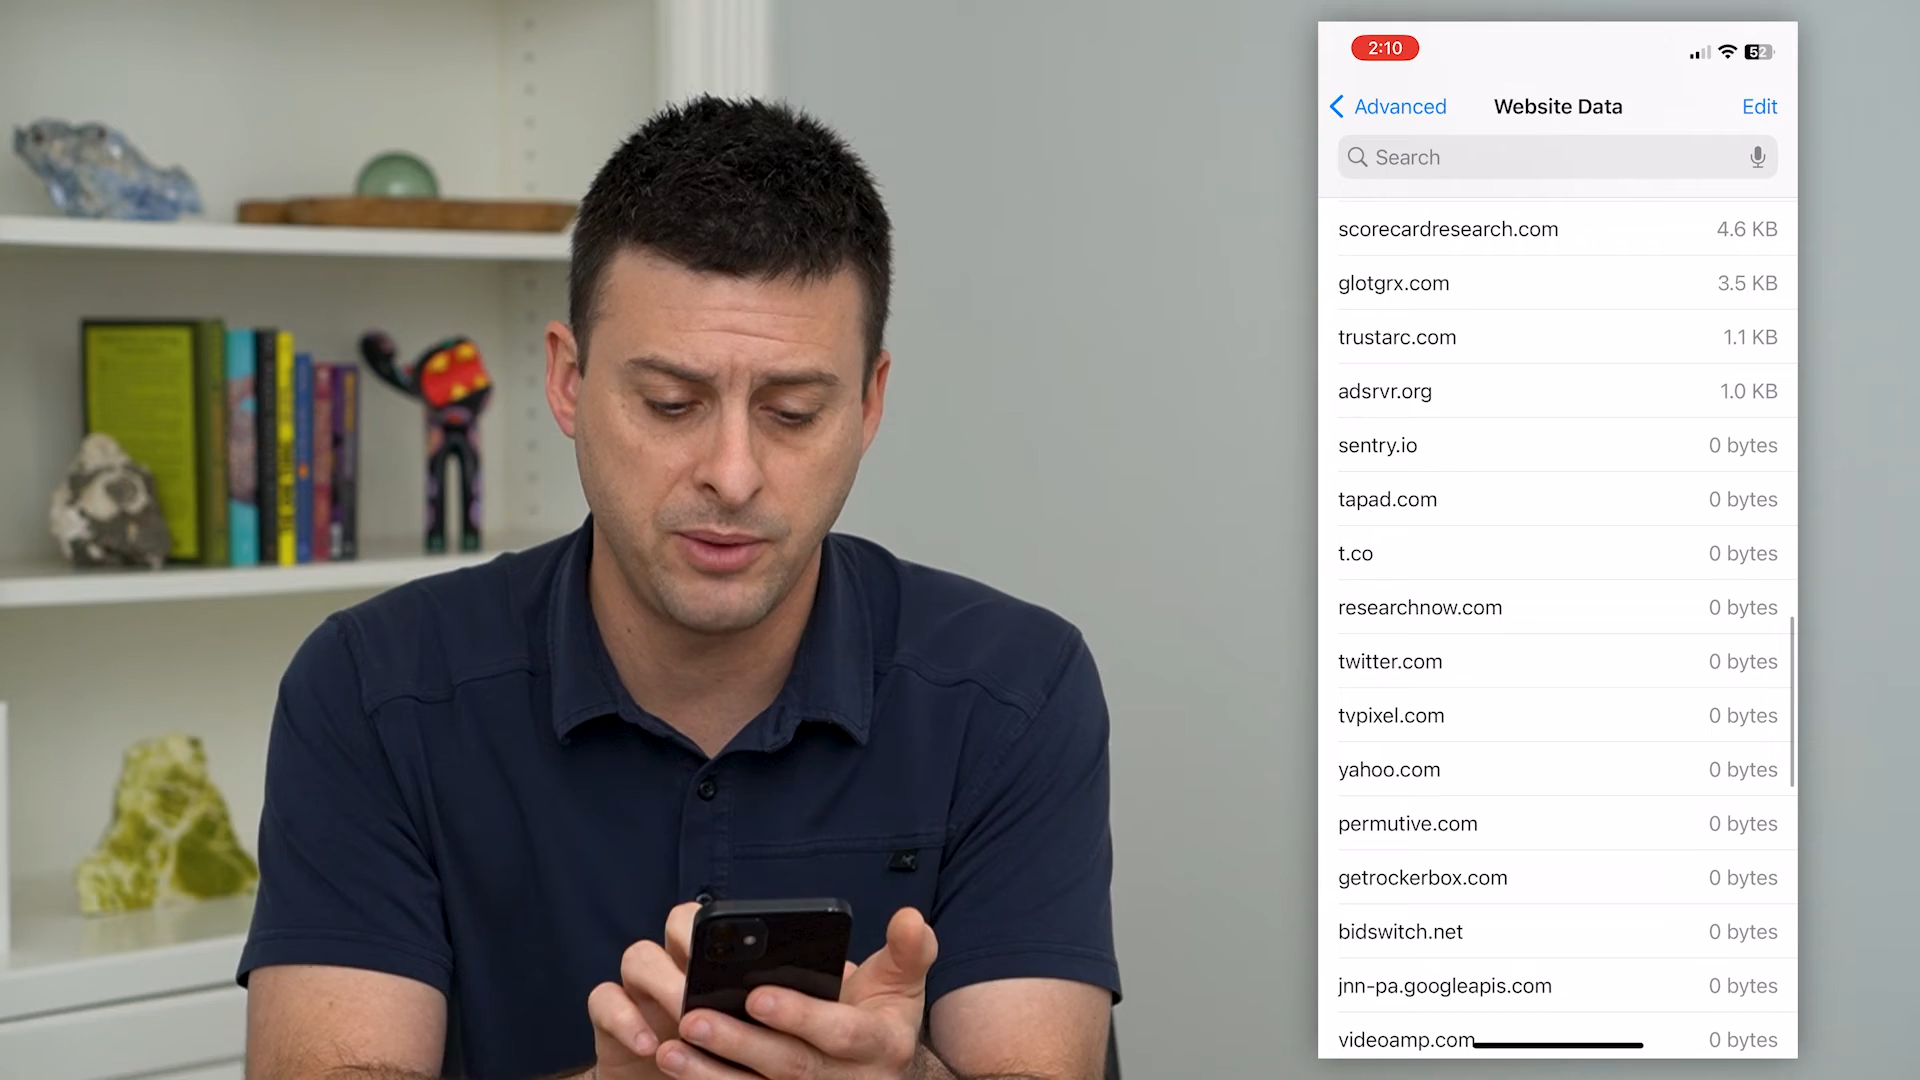 2:10
52
Advanced
Website Data
Edit
Search
scorecardresearch.com 4.6 KB
glotgrx.com 3.5 KB
trustarc.com 1.1 KB
adsrvr.org 1.0 KB
sentry.io 0 bytes
tapad.com 0 bytes
t.co 0 bytes
researchnow.com 0 bytes
twitter.com 0 bytes
tvpixel.com 0 bytes
yahoo.com 0 bytes
permutive.com 0 bytes
getrockerbox.com 0 bytes
bidswitch.net 0 bytes
jnn-pa.googleapis.com 0 bytes
videoamp.com 0 bytes